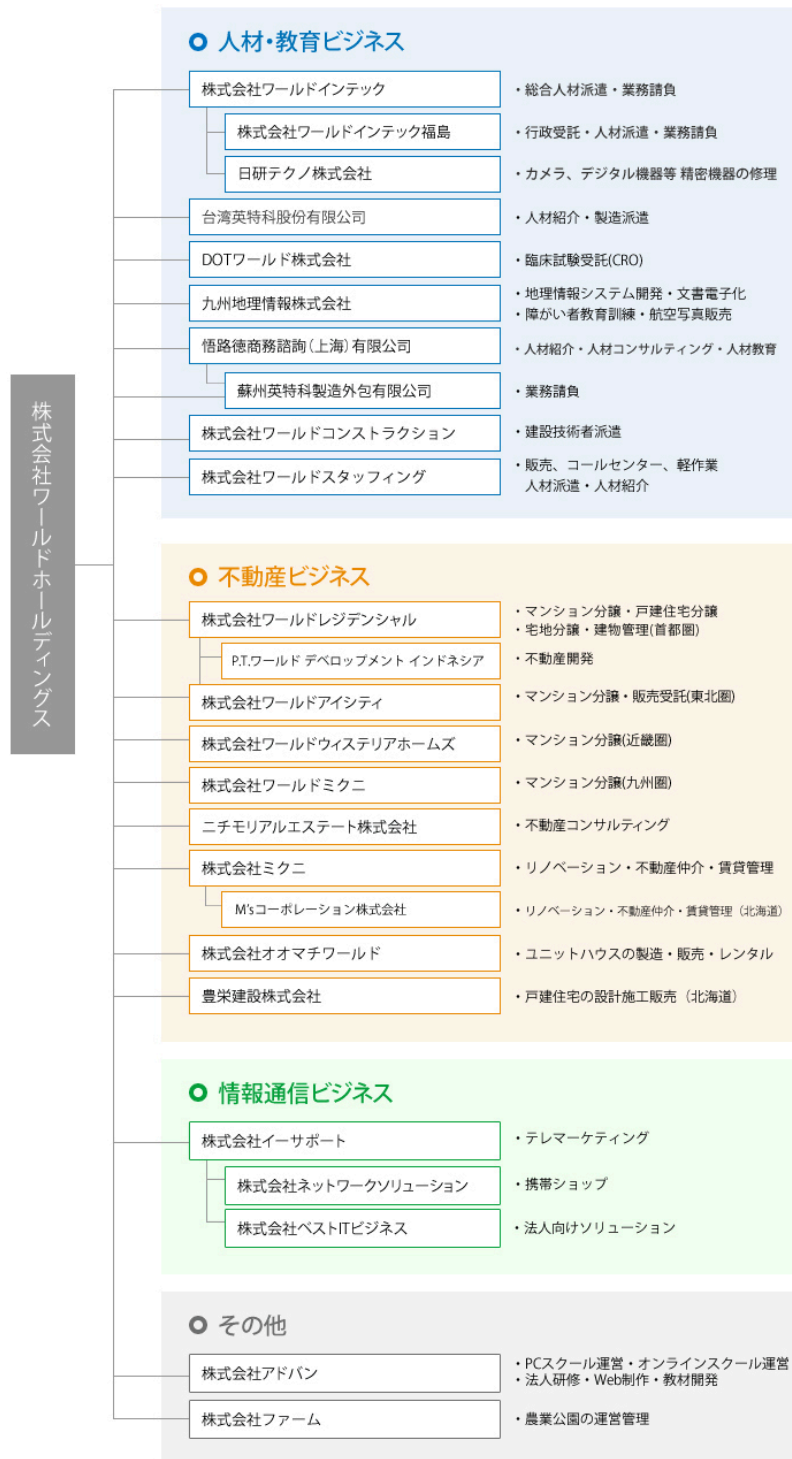 株式会社ワールドホールディングス
人材・教育ビジネス
株式会社ワールドインテック
・総合人材派遣・業務請負
株式会社ワールドインテック福島
・行政受託・人材派遣・業務請負
日研テクノ株式会社
・カメラ、デジタル機器等 精密機器の修理
台湾英特科股份有限公司
・人材紹介・製造派遣
DOTワールド株式会社
・臨床試験受託(CRO)
九州地理情報株式会社
・地理情報システム開発・文書電子化
・障がい者教育訓練・航空写真販売
悟路徳商務諮詢(上海)有限公司
・人材紹介・人材コンサルティング・人材教育
蘇州英特科製造外包有限公司
・業務請負
株式会社ワールドコンストラクション
・建設技術者派遣
株式会社ワールドスタッフィング
・販売、コールセンター、軽作業
人材派遣・人材紹介
不動産ビジネス
株式会社ワールドレジデンシャル
・マンション分譲・戸建住宅分譲
・宅地分譲・建物管理(首都圏)
P.T.ワールド デベロップメント インドネシア
・不動産開発
株式会社ワールドアイシティ
・マンション分譲・販売受託(東北圏)
株式会社ワールドウィステリアホームズ
・マンション分譲(近畿圏)
株式会社ワールドミクニ
・マンション分譲(九州圏)
ニチモリアルエステート株式会社
・不動産コンサルティング
株式会社ミクニ
・リノベーション・不動産仲介・賃貸管理
M'sコーポレーション株式会社
・リノベーション・不動産仲介・賃貸管理（北海道）
株式会社オオマチワールド
・ユニットハウスの製造・販売・レンタル
豊栄建設株式会社
・戸建住宅の設計施工販売（北海道）
情報通信ビジネス
株式会社イーサポート
・テレマーケティング
株式会社ネットワークソリューション
・携帯ショップ
株式会社ベストITビジネス
・法人向けソリューション
その他
株式会社アドバン
・PCスクール運営・オンラインスクール運営
・法人研修・Web制作・教材開発
株式会社ファーム
・農業公園の運営管理